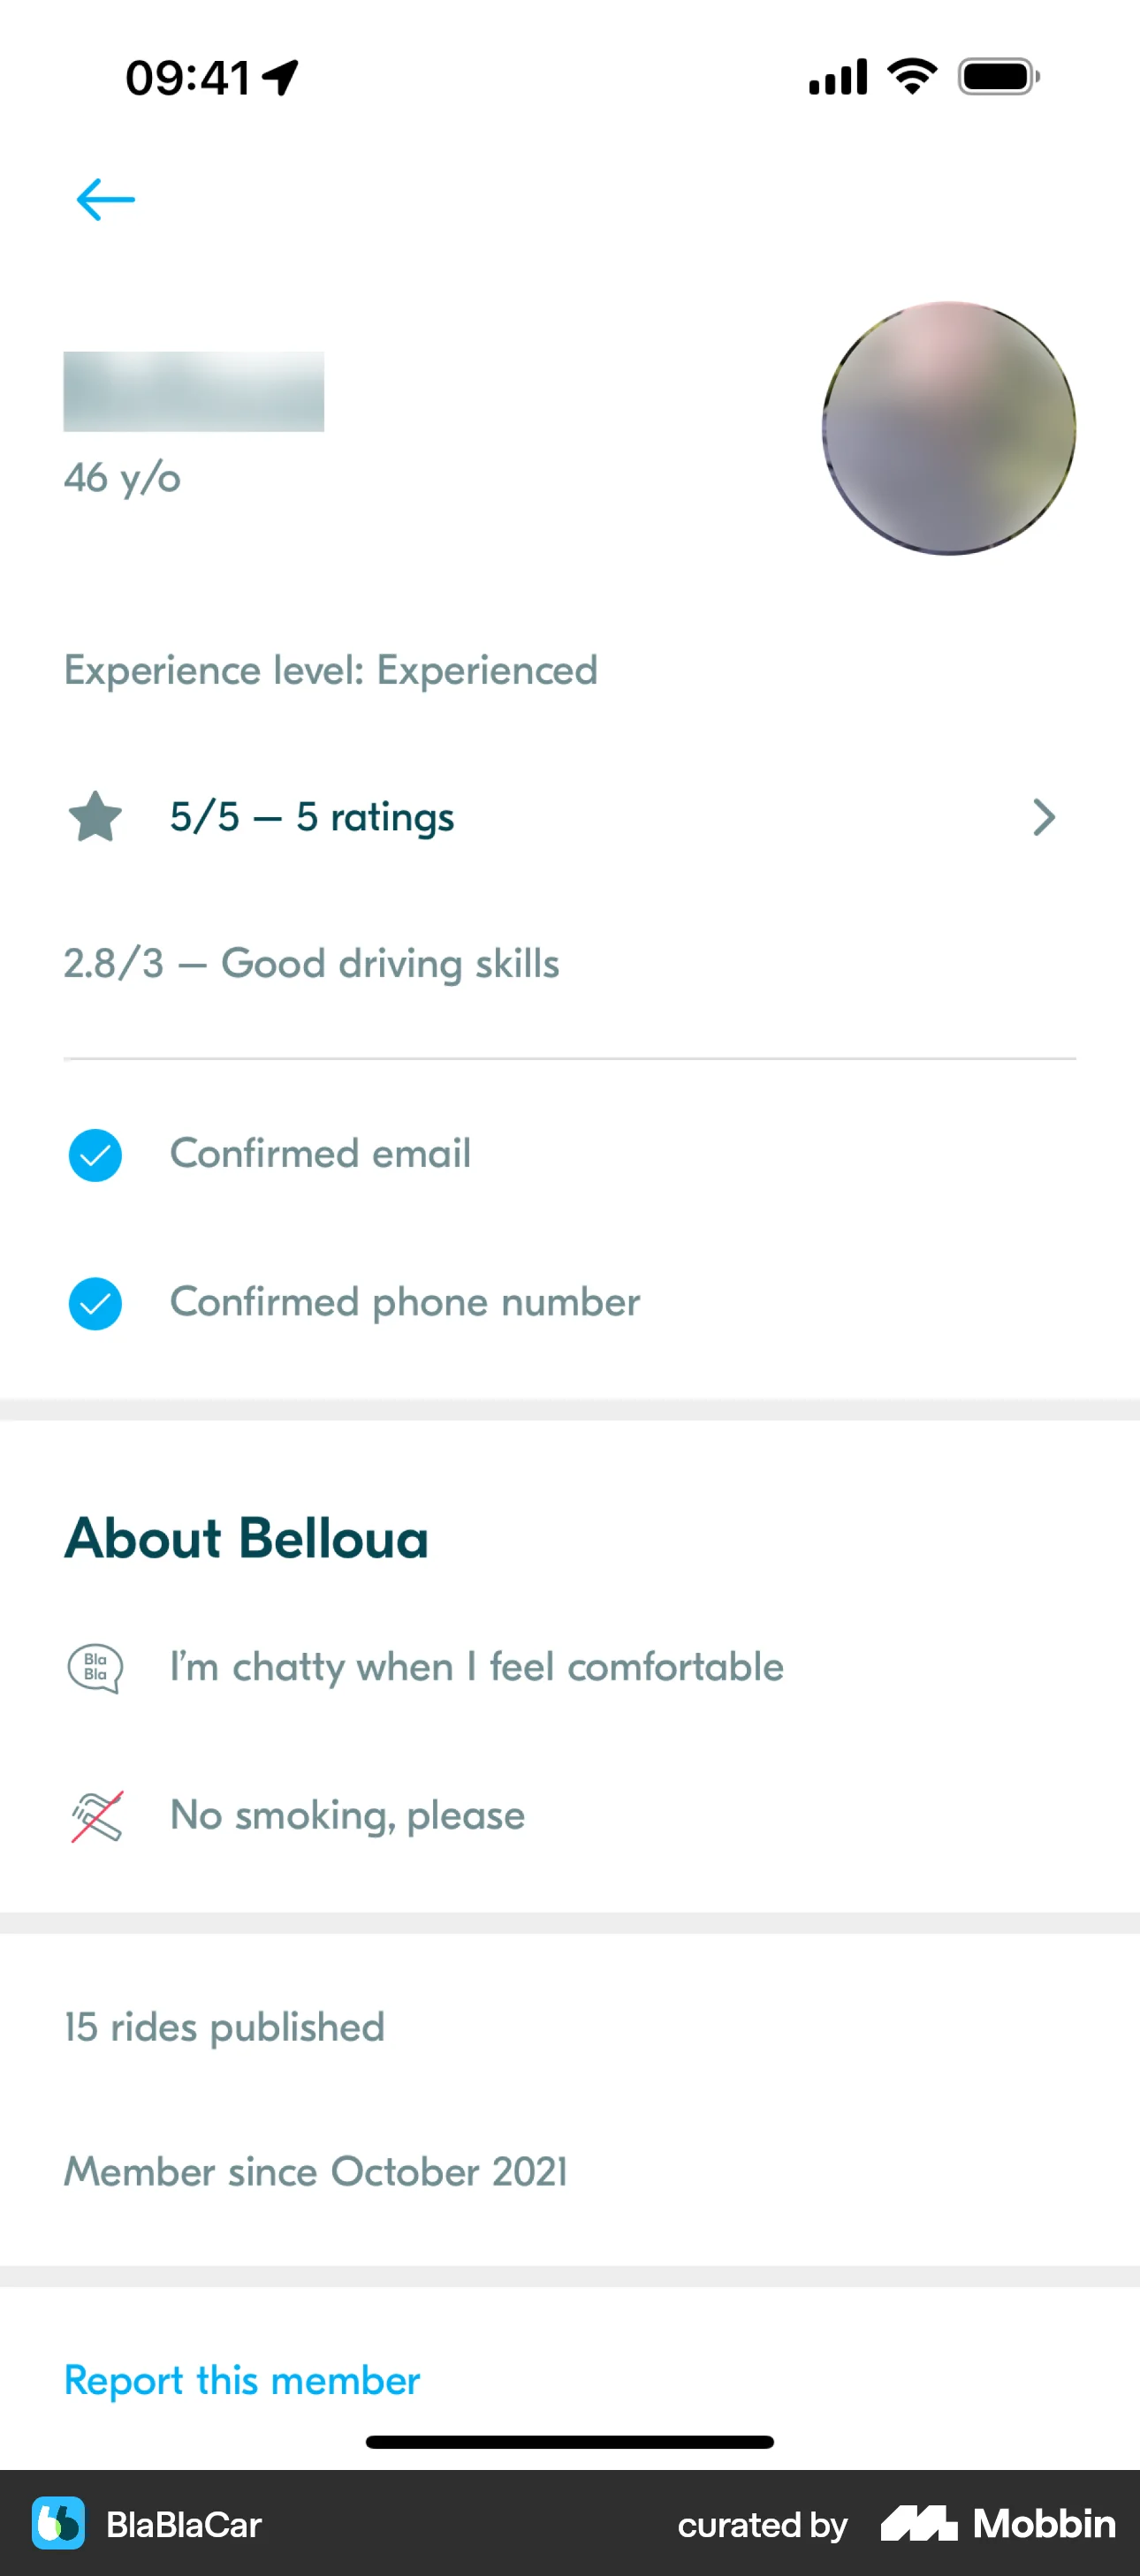 09:41
46 y/o
Experience level: Experienced
5/5 – 5 ratings
2.8/3 – Good driving skills
Confirmed email
Confirmed phone number
About Belloua
Bla
Bla
I'm chatty when I feel comfortable
No smoking, please
15 rides published
Member since October 2021
Report this member
BlaBlaCar
curated by Mobbin